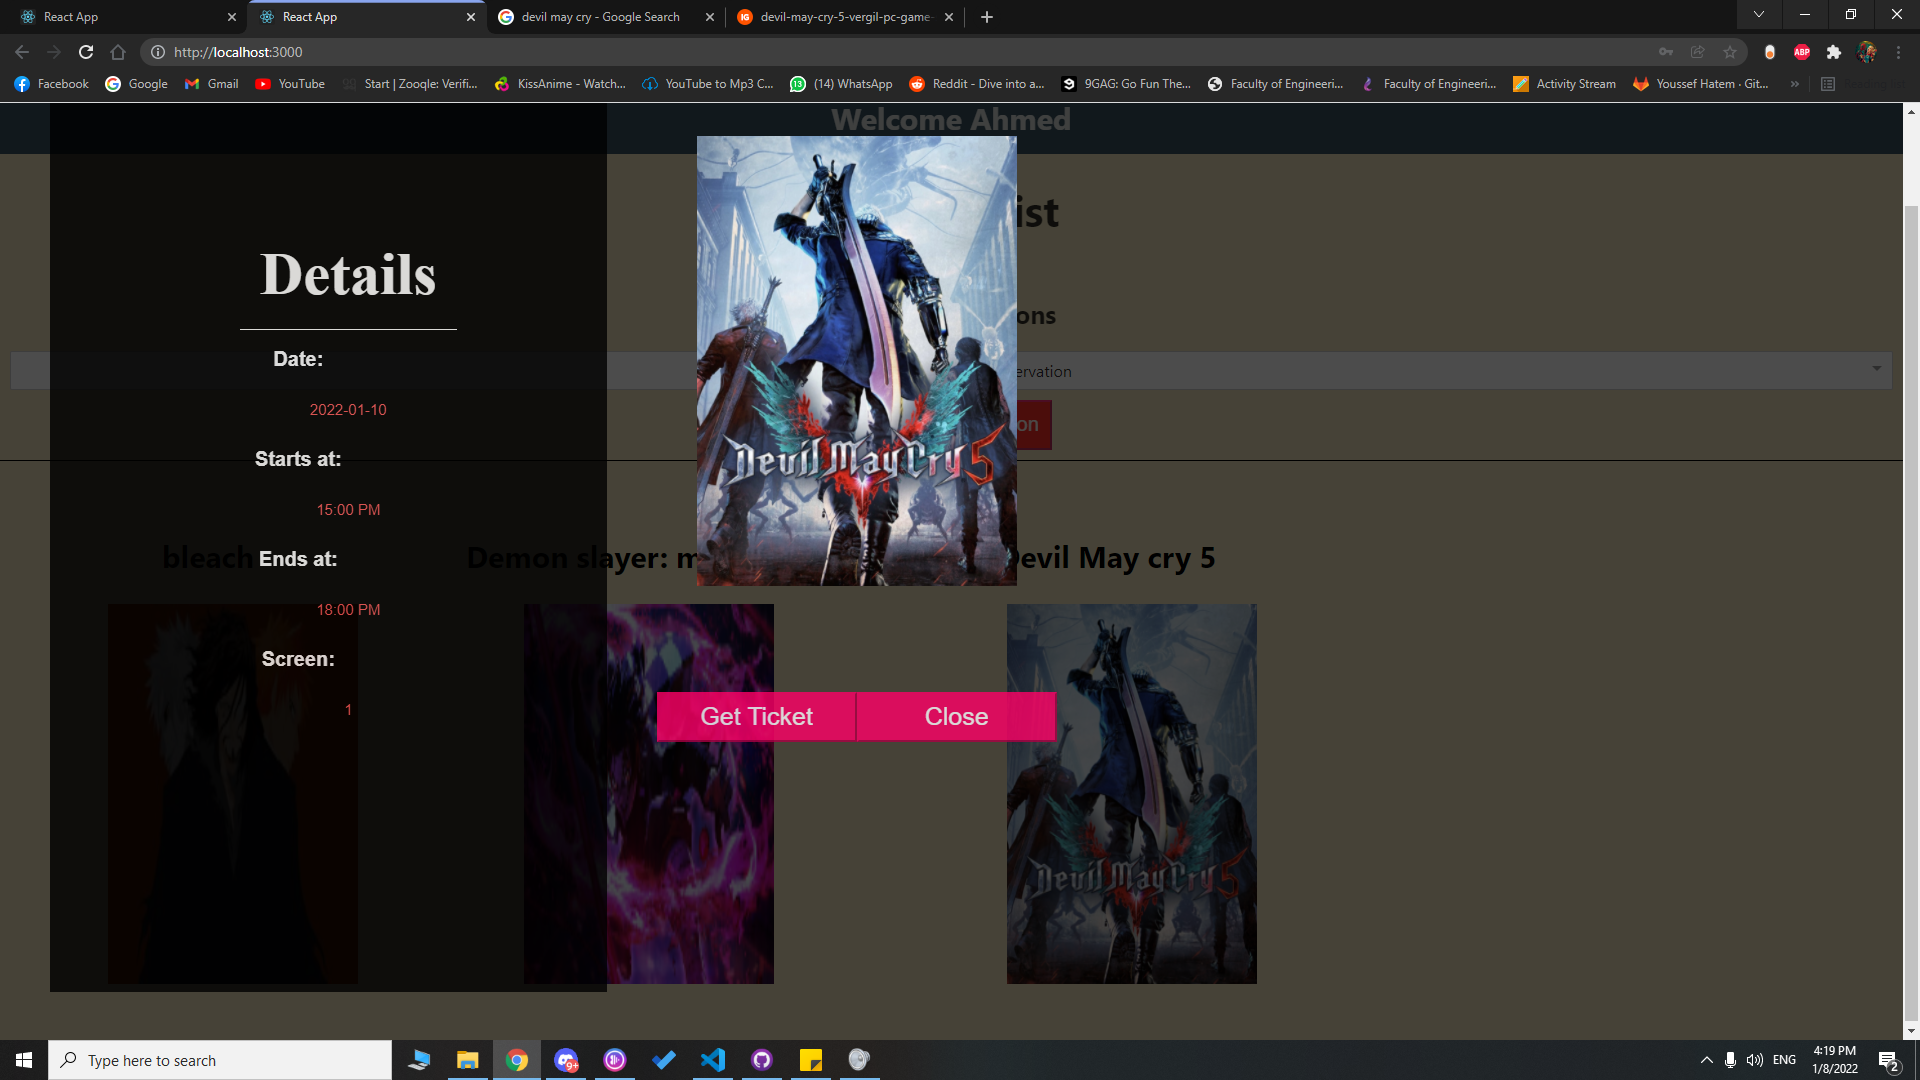 React App
React App
devil may cry - Google Search
devil-may-cry-5-vergil-pc-game-
http://localhost:3000
ABP
Facebook
Google
Gmail
YouTube
Start | Zooqle: Verifi...
KissAnime - Watch...
YouTube to Mp3 C...
(14) WhatsApp
Reddit - Dive into a...
9GAG: Go Fun The...
Faculty of Engineeri...
Faculty of Engineeri...
Activity Stream
Youssef Hatem · Git...
»
Welcome Ahmed
ist
ons
ervation
on
Details
Date:
2022-01-10
Starts at:
15:00 PM
Ends at:
18:00 PM
Screen:
1
bleach
Demon slayer: m
Devil May cry 5
Devil May Cry 5
Devil May Cry 5
Get Ticket
Close
Type here to search
9+
ENG
4:19 PM
1/8/2022
2